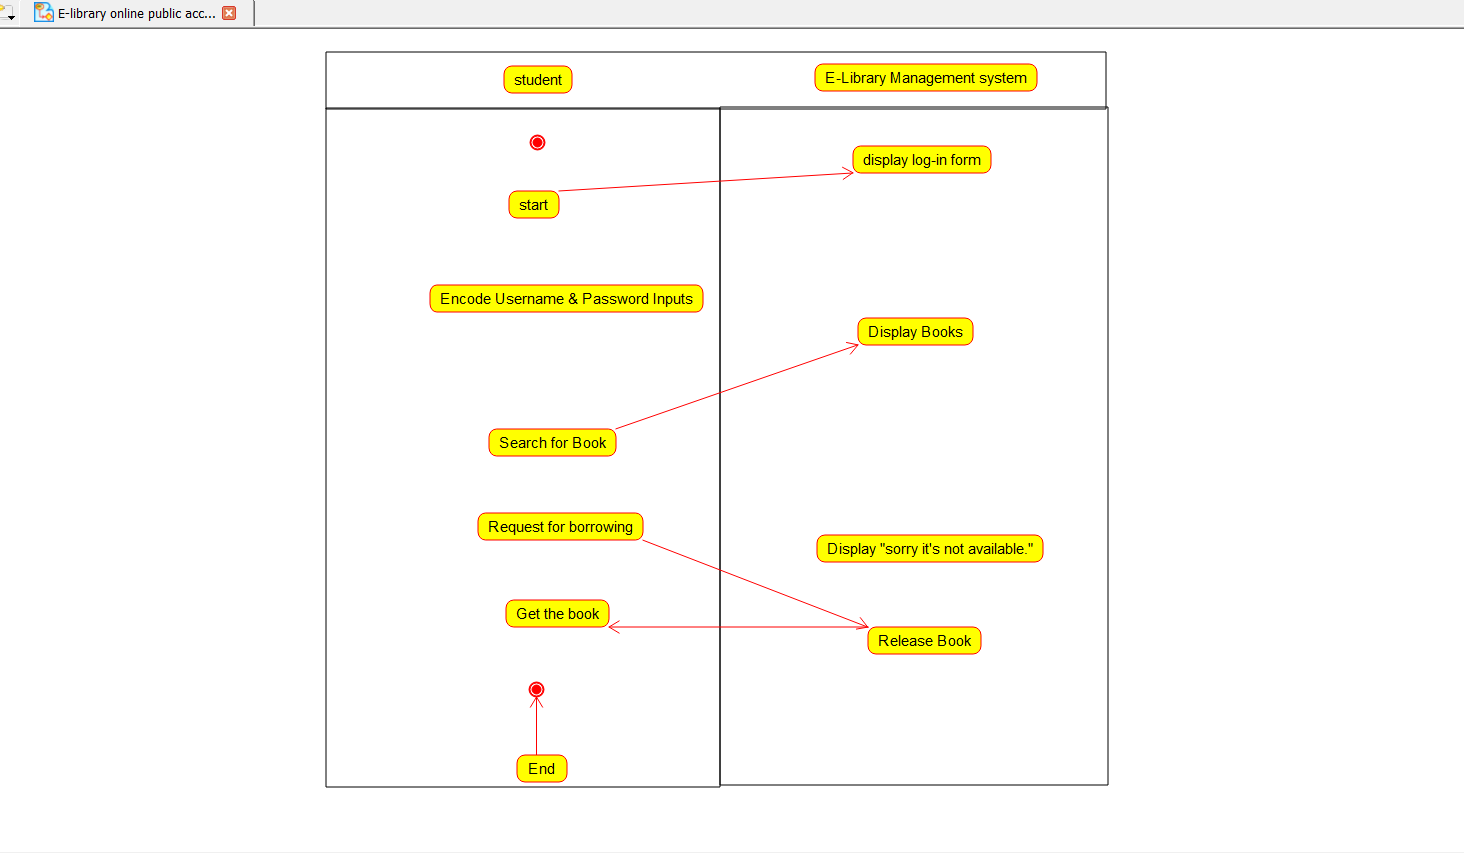 E-library online public acc...
student
E-Library Management system
display log-in form
start
Encode Username & Password Inputs
Display Books
Search for Book
Request for borrowing
Display "sorry it's not available."
Get the book
Release Book
End